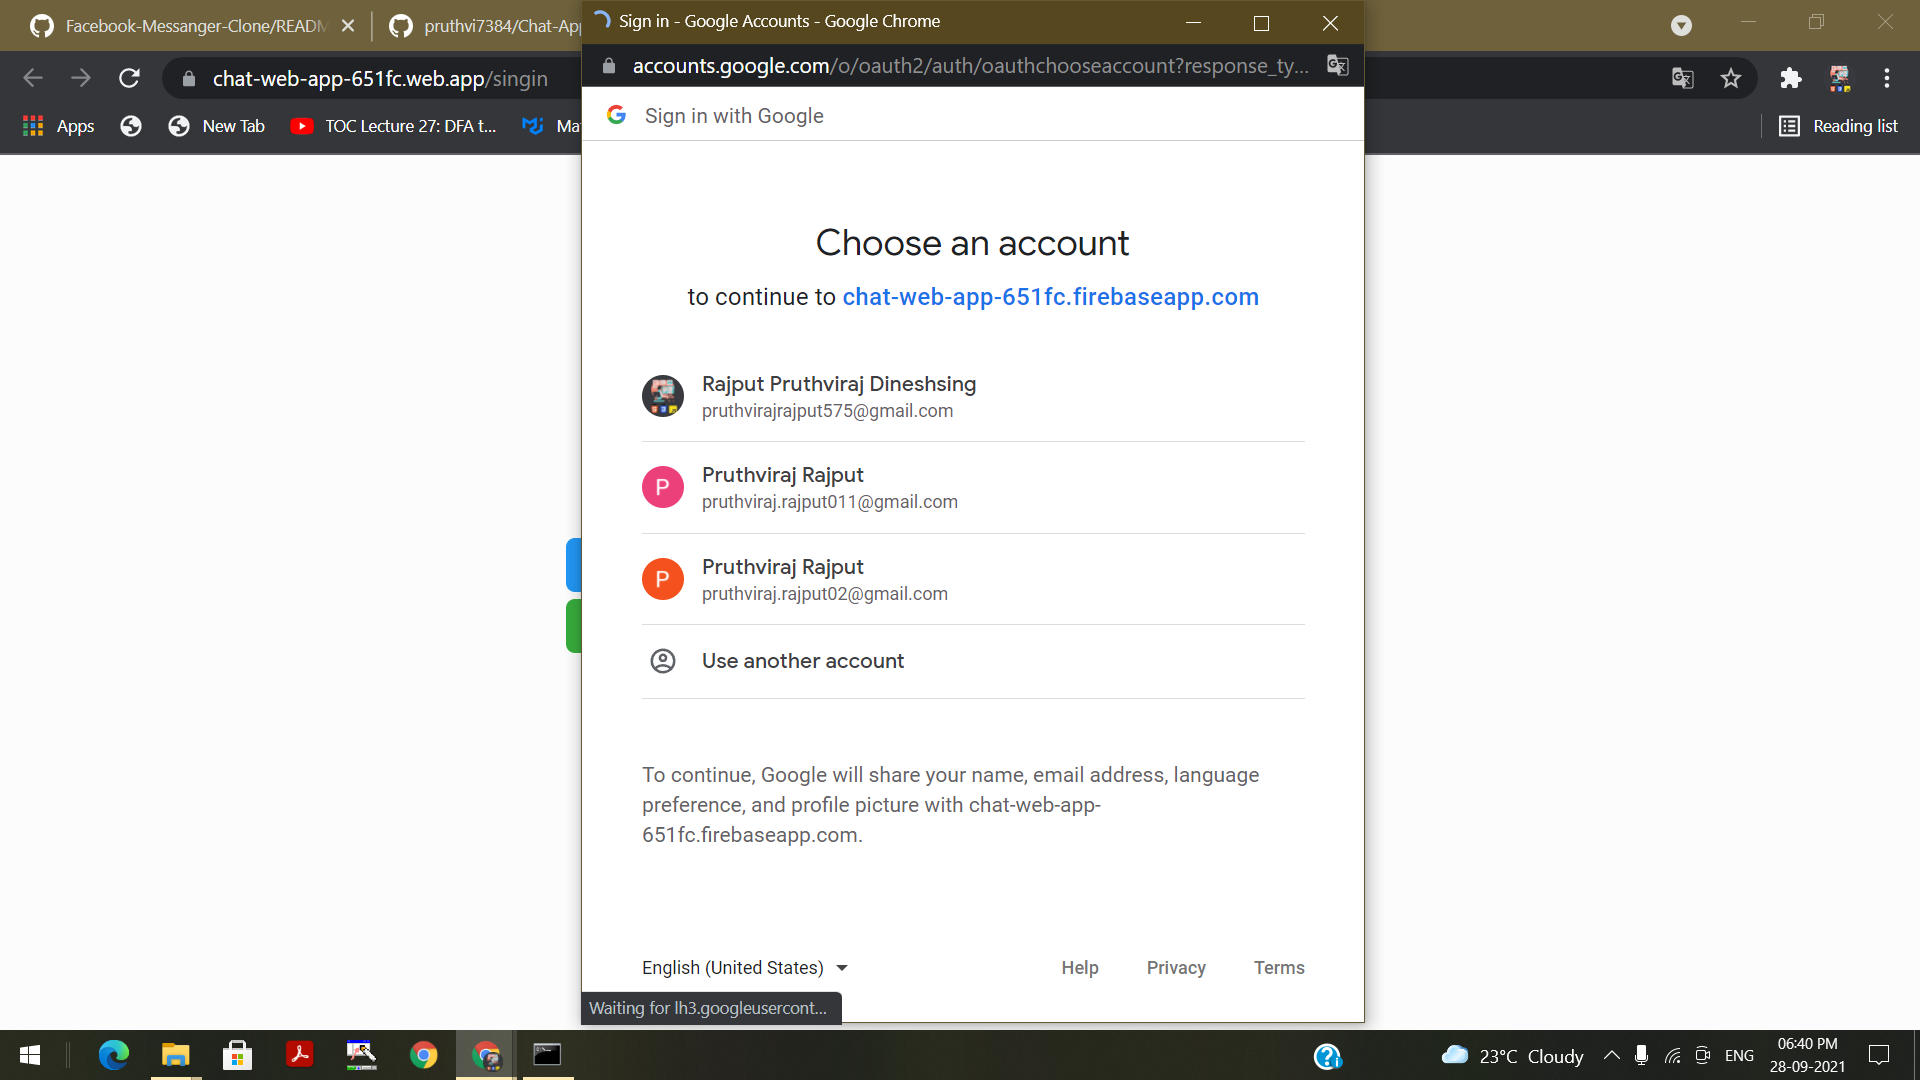 Facebook-Messanger-Clone/READM
pruthvi7384/Chat-App
Sign in - Google Accounts - Google Chrome
chat-web-app-651fc.web.app/singin
accounts.google.com/o/oauth2/auth/oauthchooseaccount?response_ty...
Apps
New Tab
TOC Lecture 27: DFA t...
Ma
Reading list
G Sign in with Google
Choose an account
to continue to chat-web-app-651fc.firebaseapp.com
Rajput Pruthviraj Dineshsing
pruthvirajrajput575@gmail.com
P
Pruthviraj Rajput
pruthviraj.rajput011@gmail.com
P
Pruthviraj Rajput
pruthviraj.rajput02@gmail.com
Use another account
To continue, Google will share your name, email address, language
preference, and profile picture with chat-web-app-
651fc.firebaseapp.com.
English (United States)
Help
Privacy
Terms
Waiting for lh3.googleusercont...
23°C Cloudy
ENG
06:40 PM
28-09-2021